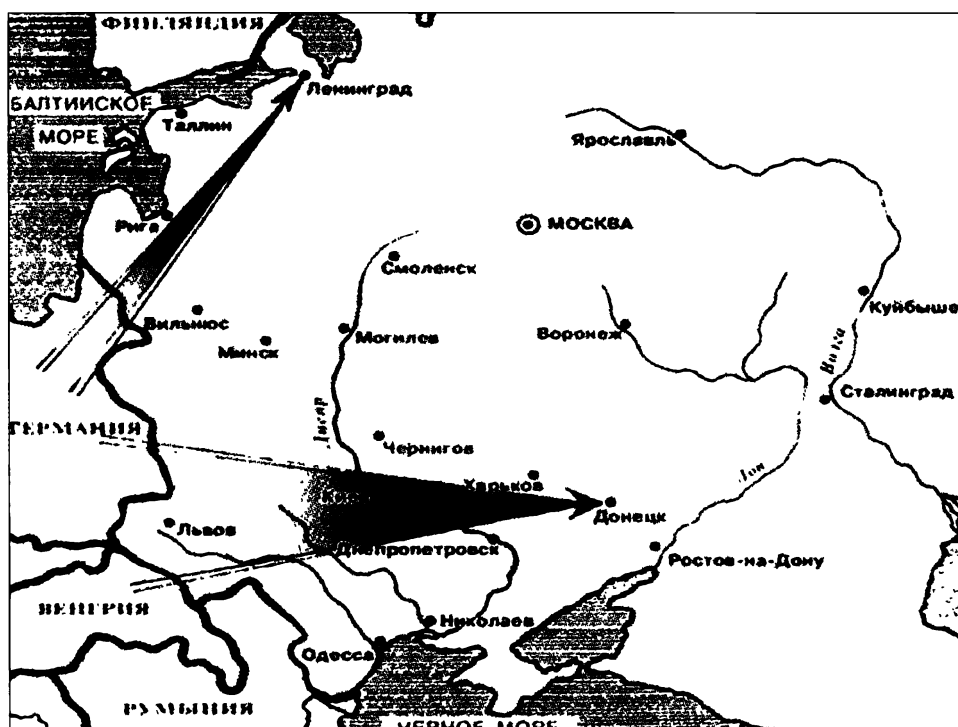 ФИНЛЯНДИЯ
Ленинград
БАЛТИЙСКОЕ
МОРЕ
Таллин
Ярославль
Рига
МОСКВА
Смоленск
Куйбыше
Вильнюс
Могилев
Воронеж
Минск
Волга
Сталинград
ГЕРМАНИЯ
Днепр
Чернигов
Харьков
Дон
Львов
Донецк
Днепропетровск
Ростов-на-Дону
ВЕНГРИЯ
Николаев
Одесса
РУМЫНИЯ
ЧЕРНОЕ МОРЕ